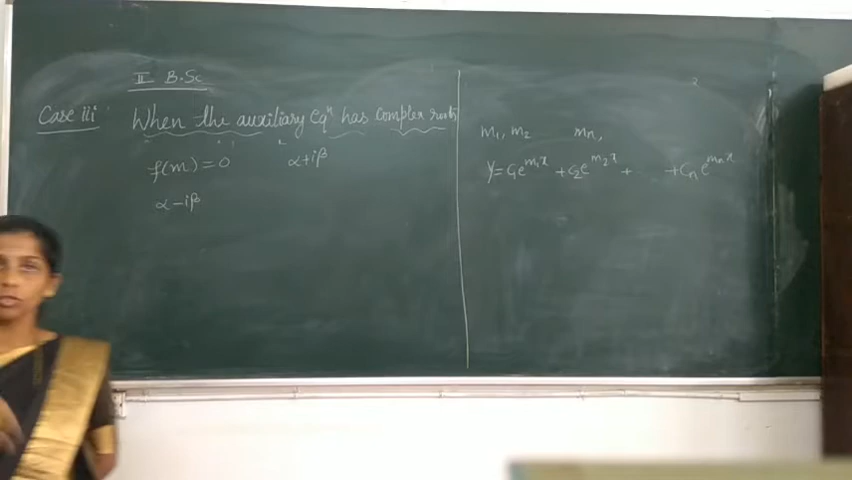 II B.Sc
Case iii When the auxiliary eqⁿ has complex roots
f(m) = 0 α+iβ
α-iβ
m₁, m₂ mₙ,
y = c₁e^{m₁x} + c₂e^{m₂x} + ... + cₙe^{mₙx}